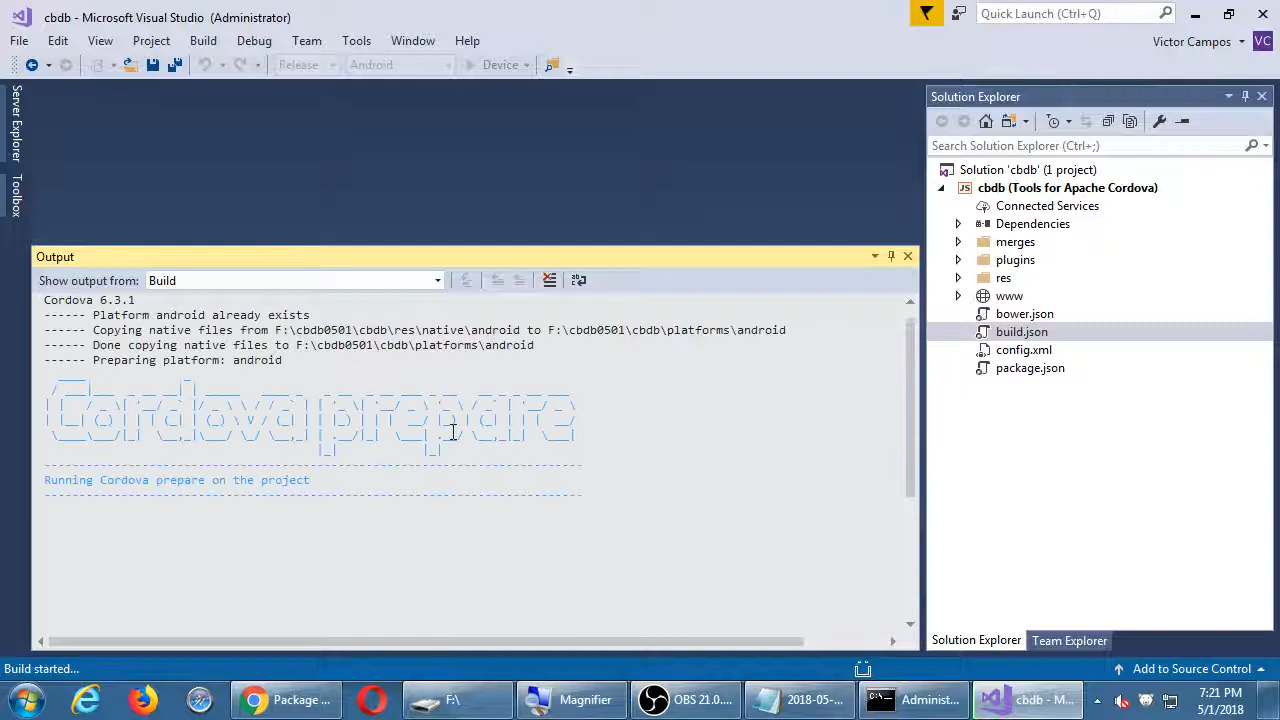 cbdb - Microsoft Visual Studio (Administrator)
Quick Launch (Ctrl+Q)
File Edit View Project Build Debug Team Tools Window Help
Victor Campos VC
Release Android Device
Server Explorer
Toolbox
Solution Explorer
Search Solution Explorer (Ctrl+;)
Solution 'cbdb' (1 project)
JS cbdb (Tools for Apache Cordova)
Connected Services
Dependencies
merges
plugins
res
www
bower.json
build.json
config.xml
package.json
Solution Explorer Team Explorer
Output
Show output from: Build
Cordova 6.3.1
------ Platform android already exists
------ Copying native files from F:\cbdb0501\cbdb\res\native\android to F:\cbdb0501\cbdb\platforms\android
------ Done copying native files to F:\cbdb0501\cbdb\platforms\android
------ Preparing platform: android
Cordova prepare
Running Cordova prepare on the project
Build started...
Add to Source Control
Package ...
F:\
Magnifier
OBS 21.0....
2018-05-...
Administ...
cbdb - M...
7:21 PM
5/1/2018